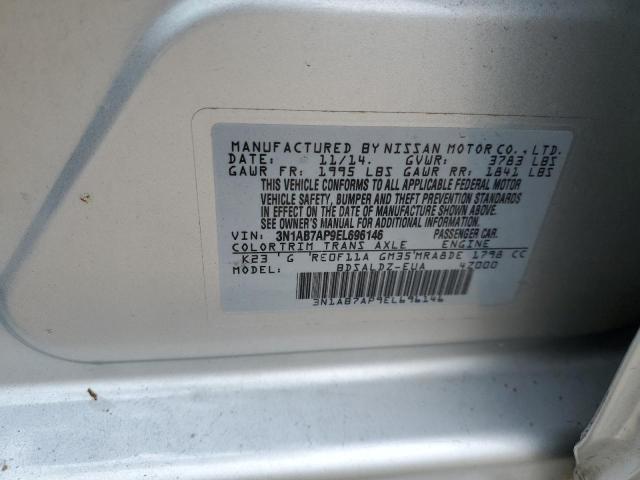 MANUFACTURED BY NISSAN MOTOR CO., LTD.
DATE: 11/14. GVWR: 3783 LBS
GAWR FR: 1995 LBS GAWR RR: 1841 LBS
THIS VEHICLE CONFORMS TO ALL APPLICABLE FEDERAL MOTOR
VEHICLE SAFETY, BUMPER AND THEFT PREVENTION STANDARDS
IN EFFECT ON THE DATE OF MANUFACTURE SHOWN ABOVE.
SEE OWNER'S MANUAL FOR ADDITIONAL INFORMATION.
VIN: 3N1AB7AP9EL696146 PASSENGER CAR.
COLOR TRIM TRANS AXLE ENGINE
K23 'G 'RE0F11A GM35'MRA8DE 1798 CC
MODEL: BDSALDZ-EUA 4Z000
3N1AB7AP9EL696146